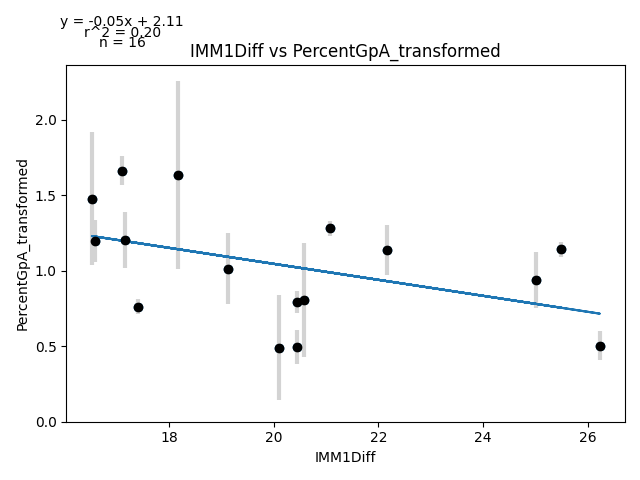 y = -0.05x + 2.11
r^2 = 0.20
n = 16
IMM1Diff vs PercentGpA_transformed
PercentGpA_transformed
2.0
1.5
1.0
0.5
0.0
18 20 22 24 26
IMM1Diff